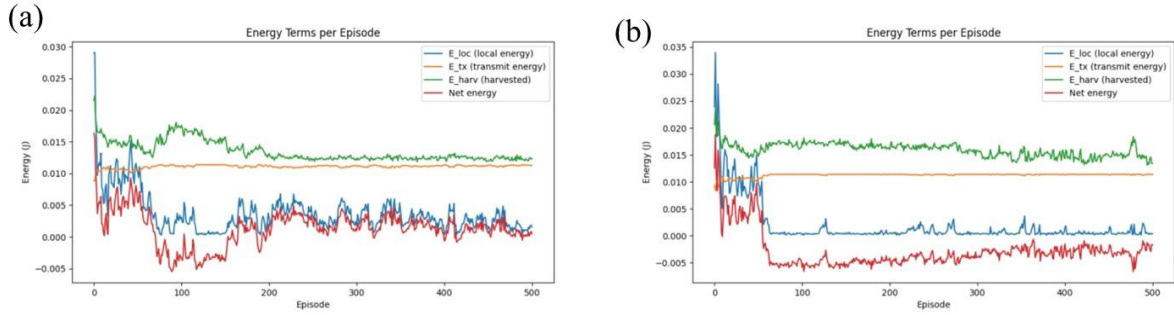 (a)
Energy Terms per Episode
0.030
0.025
0.020
0.015
0.010
0.005
0.000
−0.005
Energy (J)
E_loc (local energy)
E_tx (transmit energy)
E_harv (harvested)
Net energy
0 100 200 300 400 500
Episode
(b)
Energy Terms per Episode
0.035
0.030
0.025
0.020
0.015
0.010
0.005
0.000
−0.005
Energy (J)
E_loc (local energy)
E_tx (transmit energy)
E_harv (harvested)
Net energy
0 100 200 300 400 500
Episode